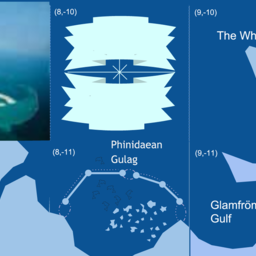 (8,-10)
(9,-10)
The Wh
Phinidaean
Gulag
(8,-11)
(9,-11)
Glamfrön
Gulf